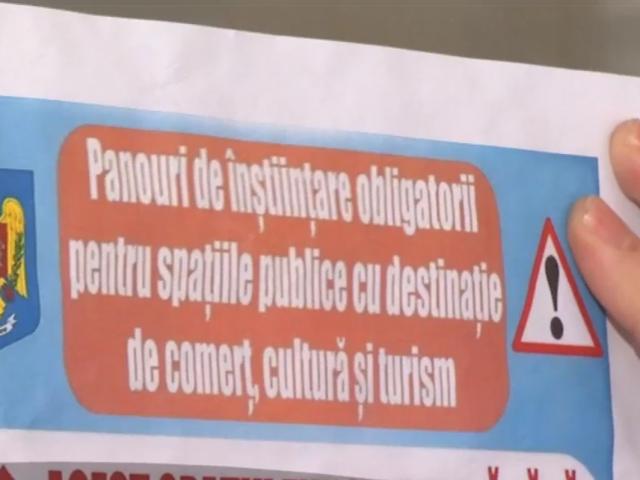 Panouri de înștiințare obligatorii
pentru spațiile publice cu destinație
de comerț, cultură și turism